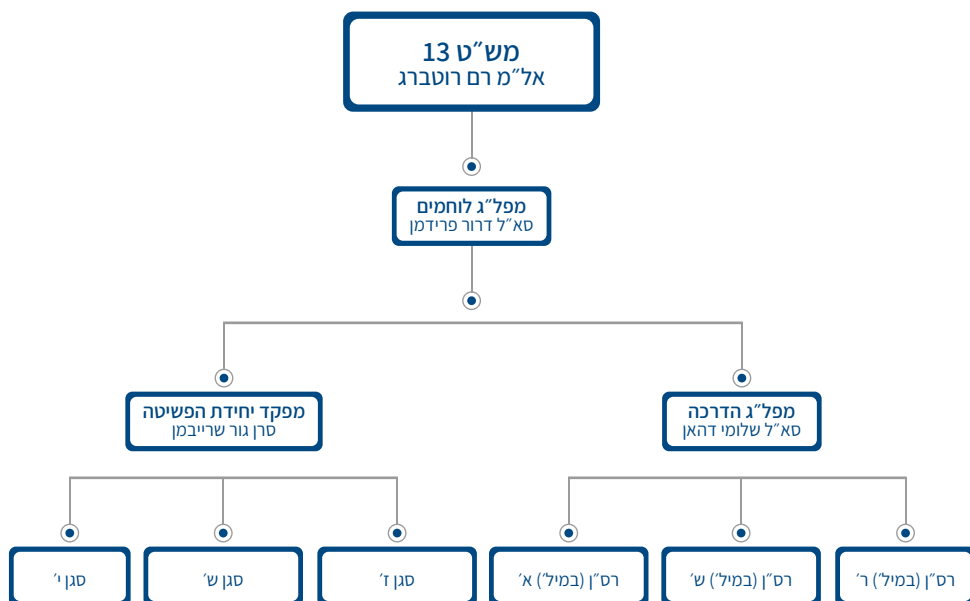 מש״ט 13
אל״מ רם רוטברג
מפל״ג לוחמים
סא״ל דרור פרידמן
מפל״ג הדרכה
סא״ל שלומי דהאן
מפקד יחידת הפשיטה
סרן גור שרייבמן
רס״ן (במיל׳) ר׳
רס״ן (במיל׳) ש׳
רס״ן (במיל׳) א׳
סגן ז׳
סגן ש׳
סגן י׳